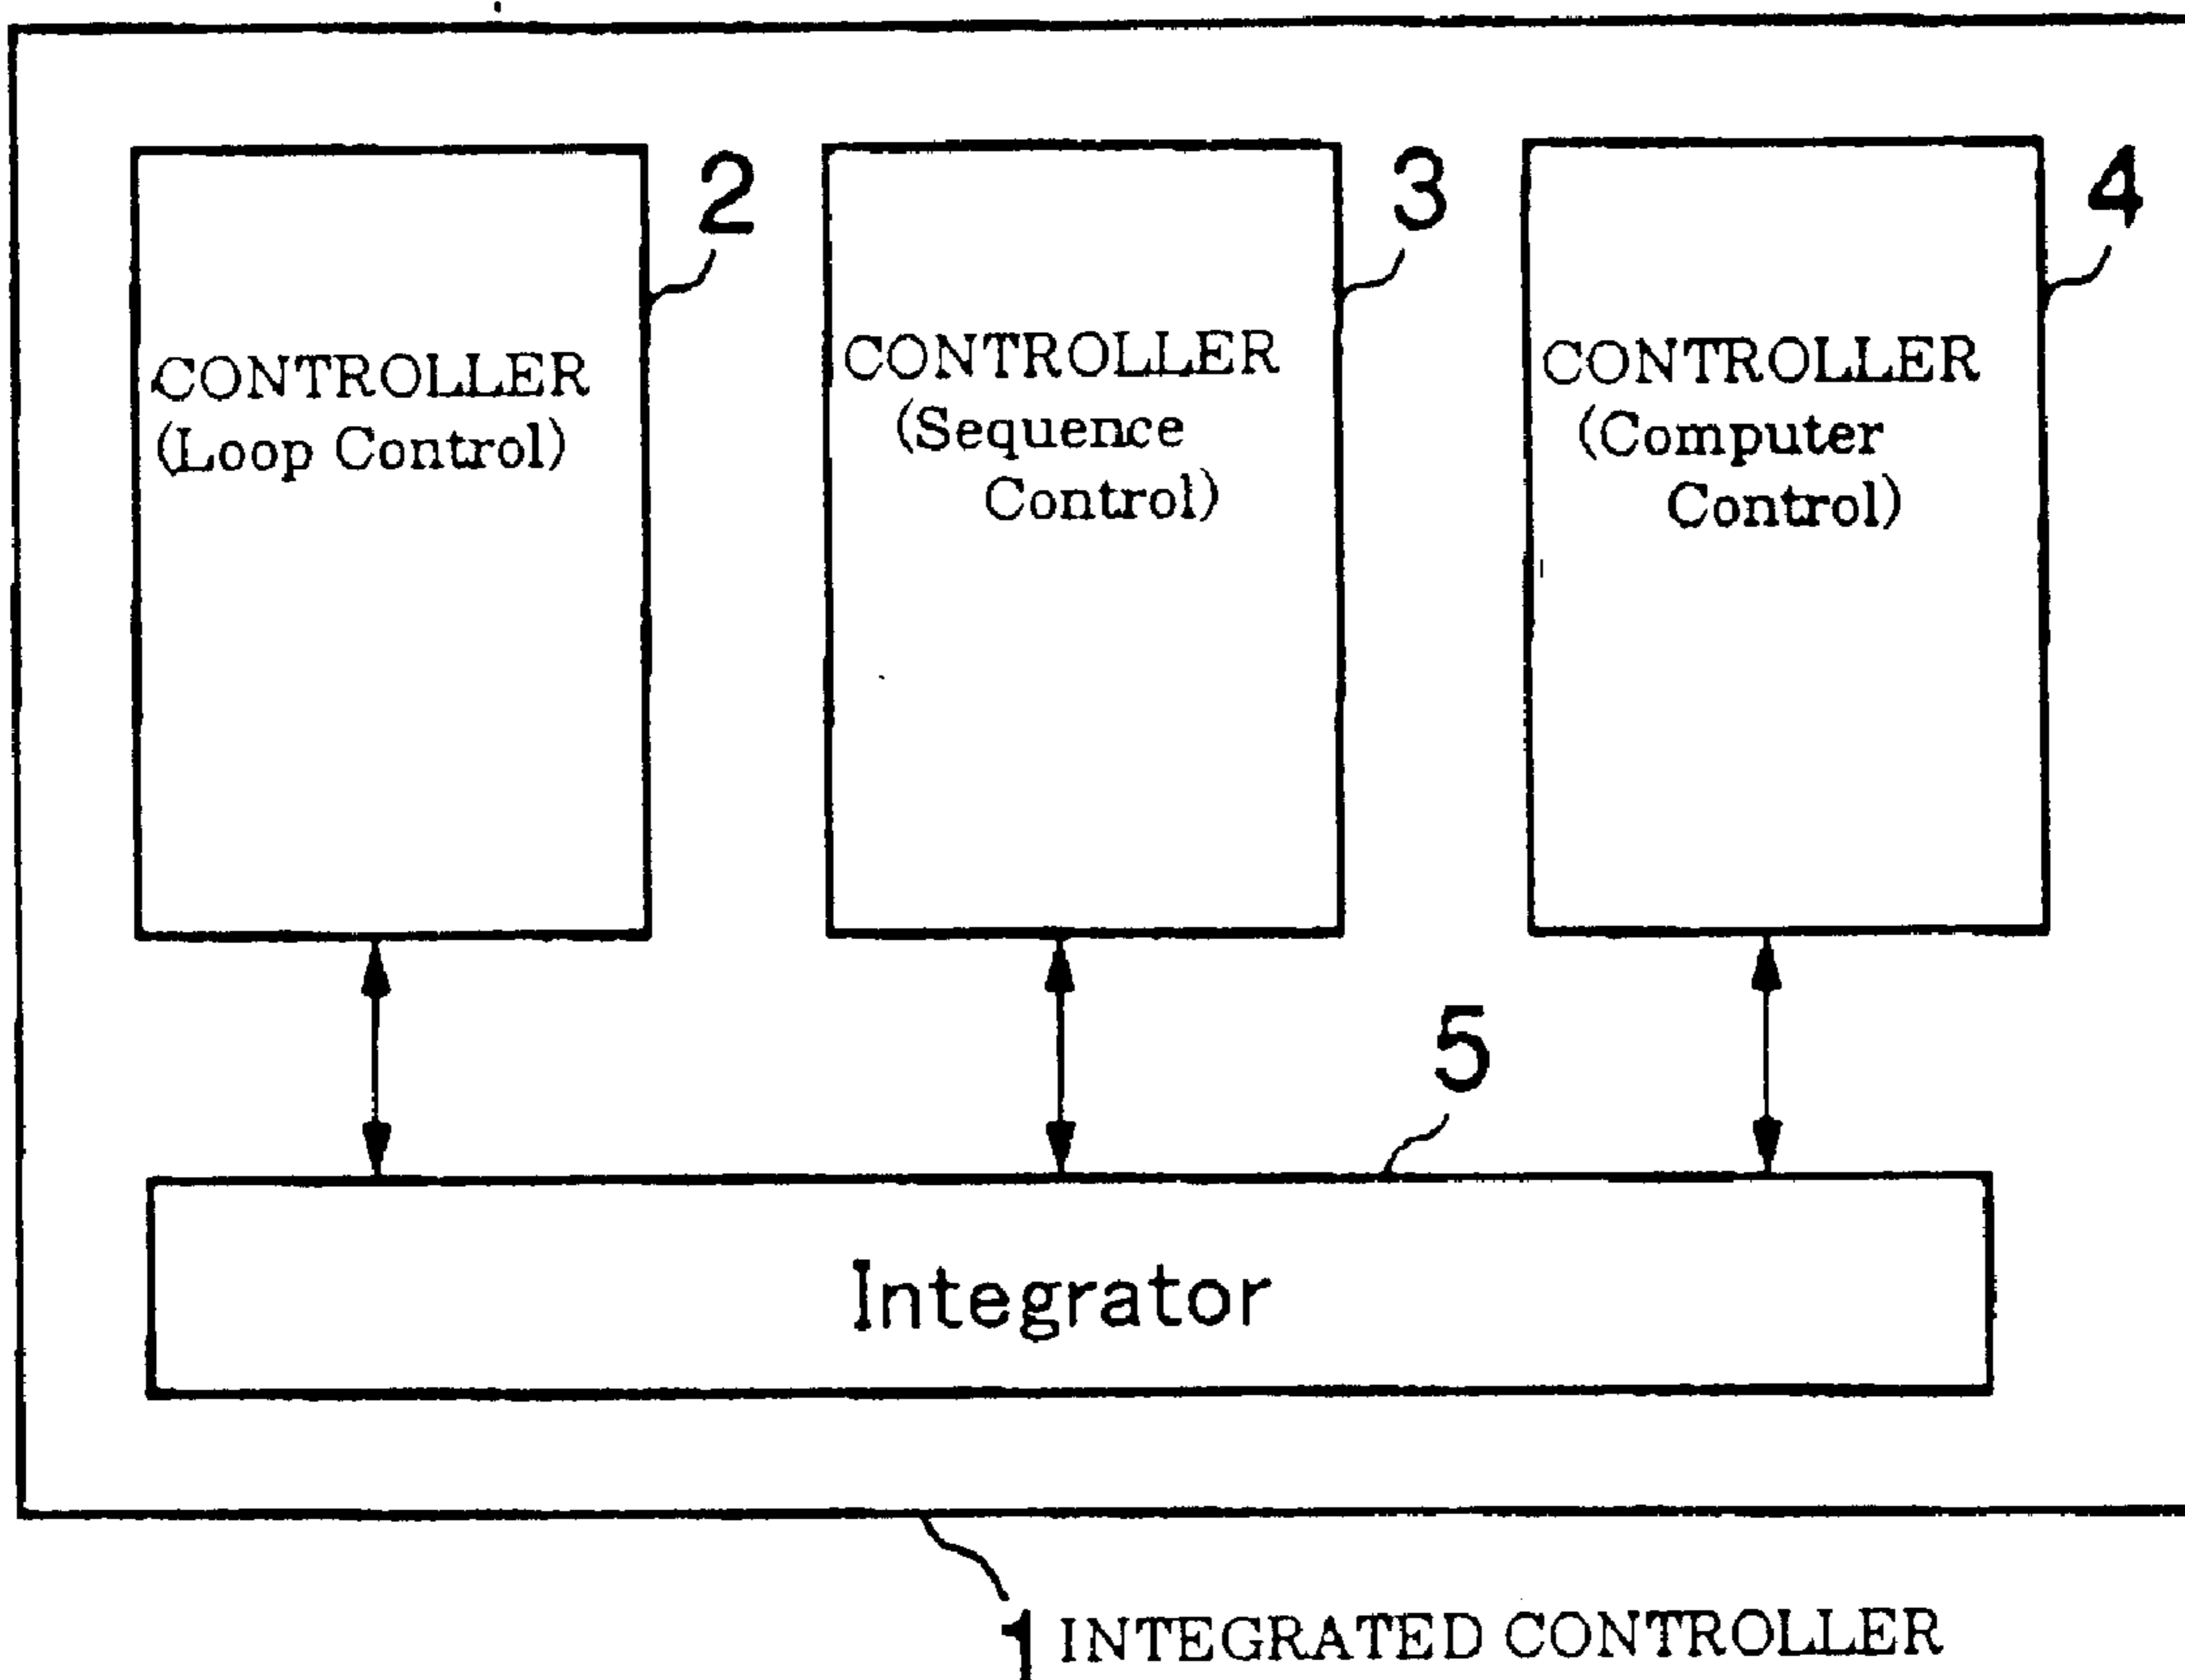 2
3
4
CONTROLLER
(Loop Control)
CONTROLLER
(Sequence
Control)
CONTROLLER
(Computer
Control)
5
Integrator
1 INTEGRATED CONTROLLER